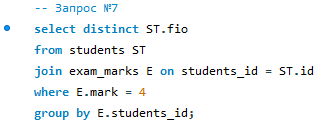 -- Запрос №7
select distinct ST.fio
from students ST
join exam_marks E on students_id = ST.id
where E.mark = 4
group by E.students_id;